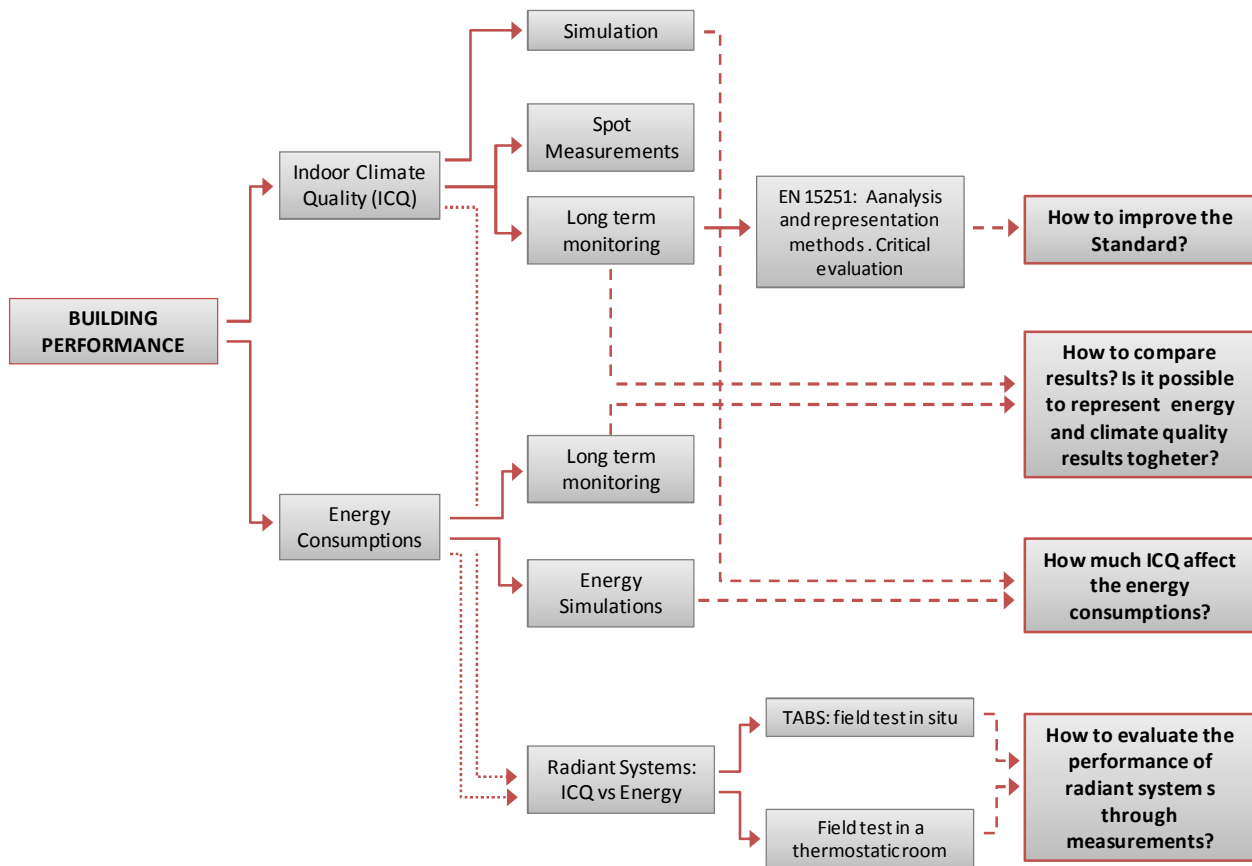 Simulation
Spot
Measurements
Indoor Climate
Quality (ICQ)
Long term
monitoring
EN 15251:  Aanalysis
and representation
methods . Critical
evaluation
How to improve the
Standard?
BUILDING
PERFORMANCE
How to compare
results? Is it possible
to represent  energy
and climate quality
results togheter?
Long term
monitoring
Energy
Consumptions
Energy
Simulations
How much ICQ affect
the energy
consumptions?
TABS: field test in situ
Radiant Systems:
ICQ vs Energy
Field test in a
thermostatic room
How to evaluate the
performance of
radiant system s
through
measurements?